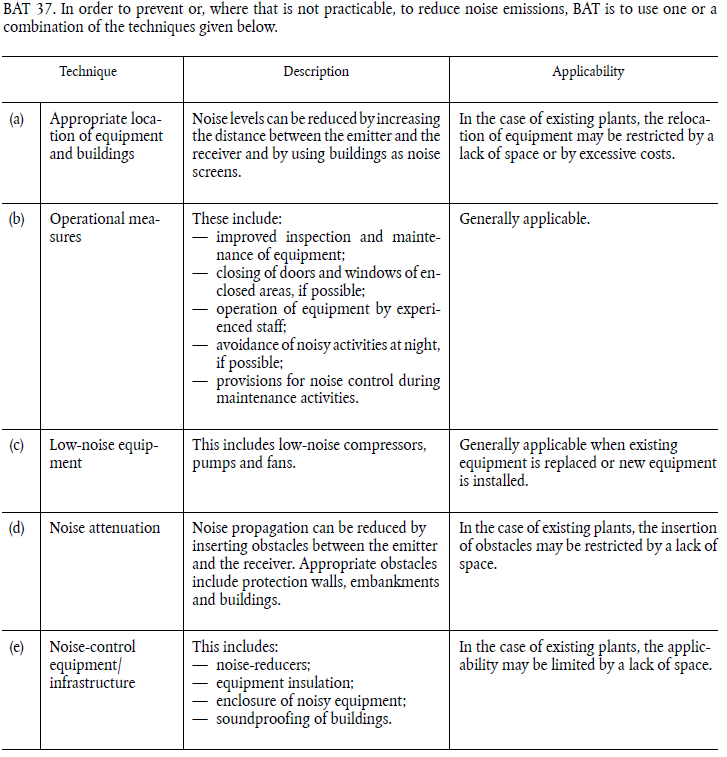 BAT 37. In order to prevent or, where that is not practicable, to reduce noise emissions, BAT is to use one or a
combination of the techniques given below.
Technique Description Applicability
(a) Appropriate loca-
tion of equipment
and buildings
Noise levels can be reduced by increasing
the distance between the emitter and the
receiver and by using buildings as noise
screens.
In the case of existing plants, the reloca-
tion of equipment may be restricted by a
lack of space or by excessive costs.
(b) Operational mea-
sures
These include:
— improved inspection and mainte-
nance of equipment;
— closing of doors and windows of en-
closed areas, if possible;
— operation of equipment by experi-
enced staff;
— avoidance of noisy activities at night,
if possible;
— provisions for noise control during
maintenance activities.
Generally applicable.
(c) Low-noise equip-
ment
This includes low-noise compressors,
pumps and fans.
Generally applicable when existing
equipment is replaced or new equipment
is installed.
(d) Noise attenuation
Noise propagation can be reduced by
inserting obstacles between the emitter
and the receiver. Appropriate obstacles
include protection walls, embankments
and buildings.
In the case of existing plants, the insertion
of obstacles may be restricted by a lack of
space.
(e) Noise-control
equipment/
infrastructure
This includes:
— noise-reducers;
— equipment insulation;
— enclosure of noisy equipment;
— soundproofing of buildings.
In the case of existing plants, the applic-
ability may be limited by a lack of space.